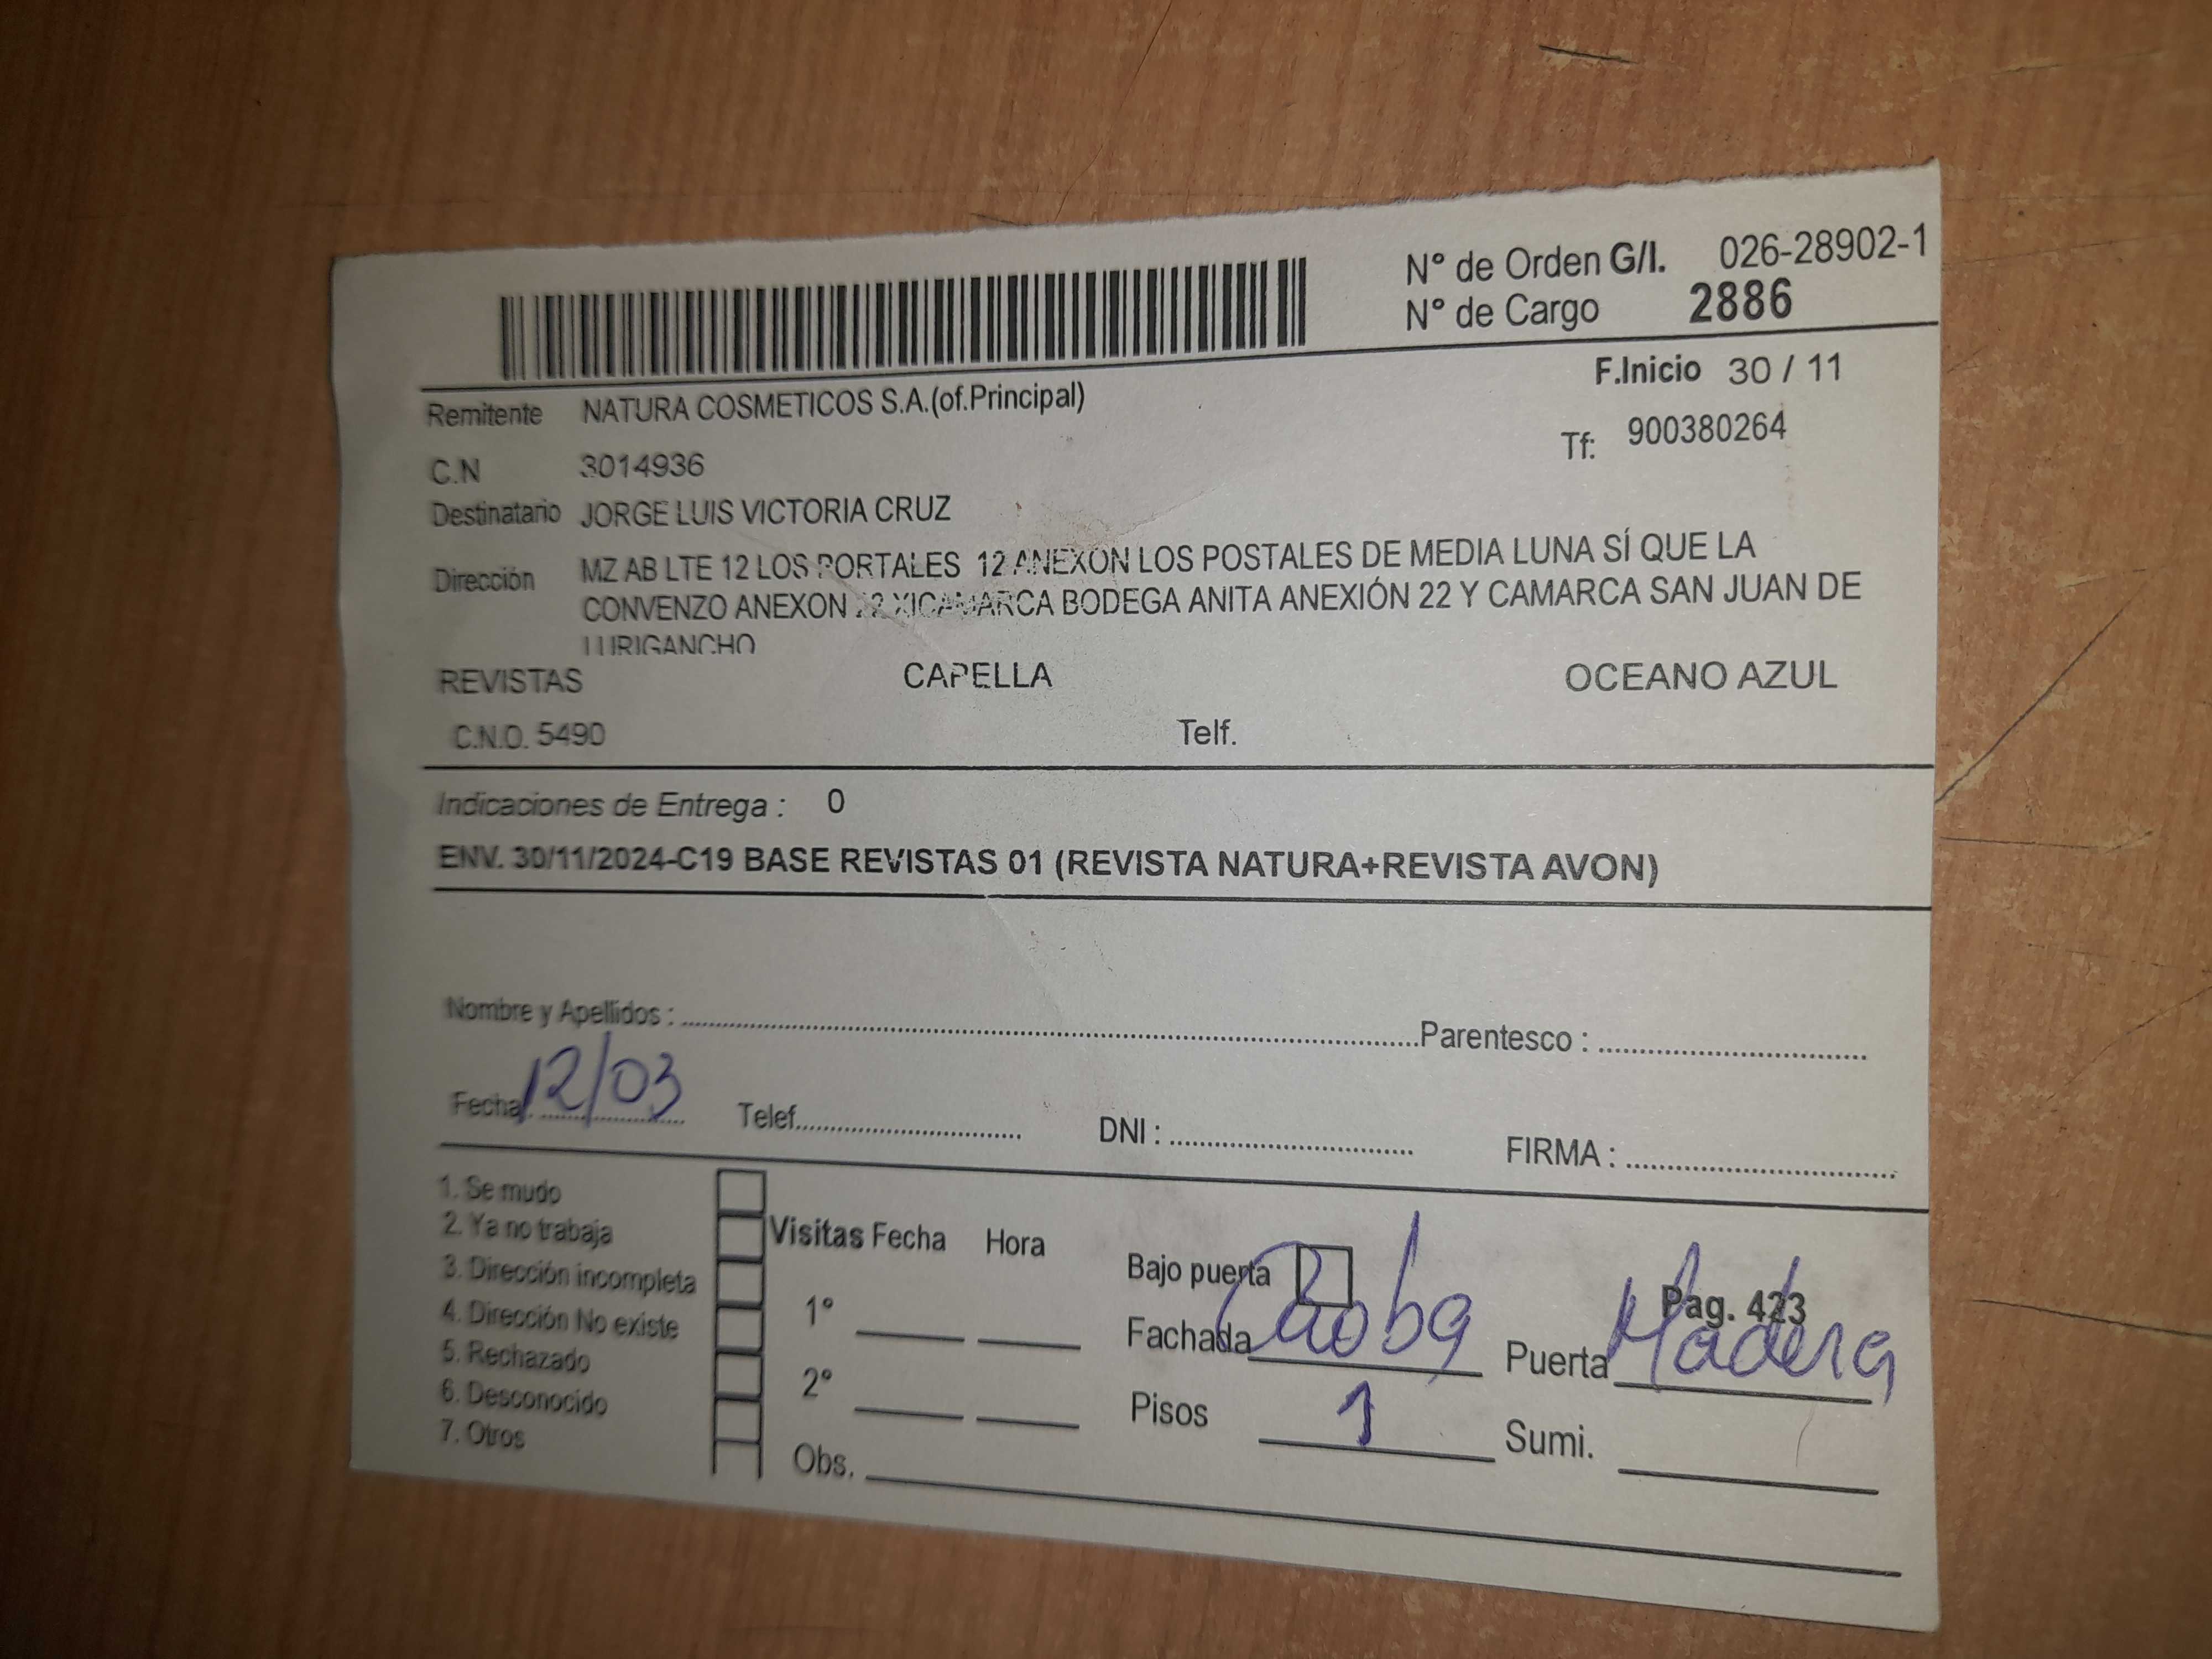 N° de Orden G/I. 026-28902-1
N° de Cargo 2886
F.Inicio 30 / 11
Remitente NATURA COSMETICOS S.A.(of.Principal)
Tf: 900380264
C.N 3014936
Destinatario JORGE LUIS VICTORIA CRUZ
Dirección MZ AB LTE 12 LOS PORTALES 12 ANEXON LOS POSTALES DE MEDIA LUNA SÍ QUE LA
CONVENZO ANEXON 22 XICAMARCA BODEGA ANITA ANEXIÓN 22 Y CAMARCA SAN JUAN DE
LURIGANCHO
REVISTAS CAPELLA OCEANO AZUL
C.N.O. 5490 Telf.
Indicaciones de Entrega : 0
ENV. 30/11/2024-C19 BASE REVISTAS 01 (REVISTA NATURA+REVISTA AVON)
Nombre y Apellidos : Parentesco :
Fecha 12/03 Telef. DNI : FIRMA :
1. Se mudo
2. Ya no trabaja
3. Dirección incompleta
4. Dirección No existe
5. Rechazado
6. Desconocido
7. Otros
Visitas Fecha Hora
1°
2°
Obs.
Bajo puerta
Pag. 423
Fachada Puerta Madera
Pisos 1 Sumi.